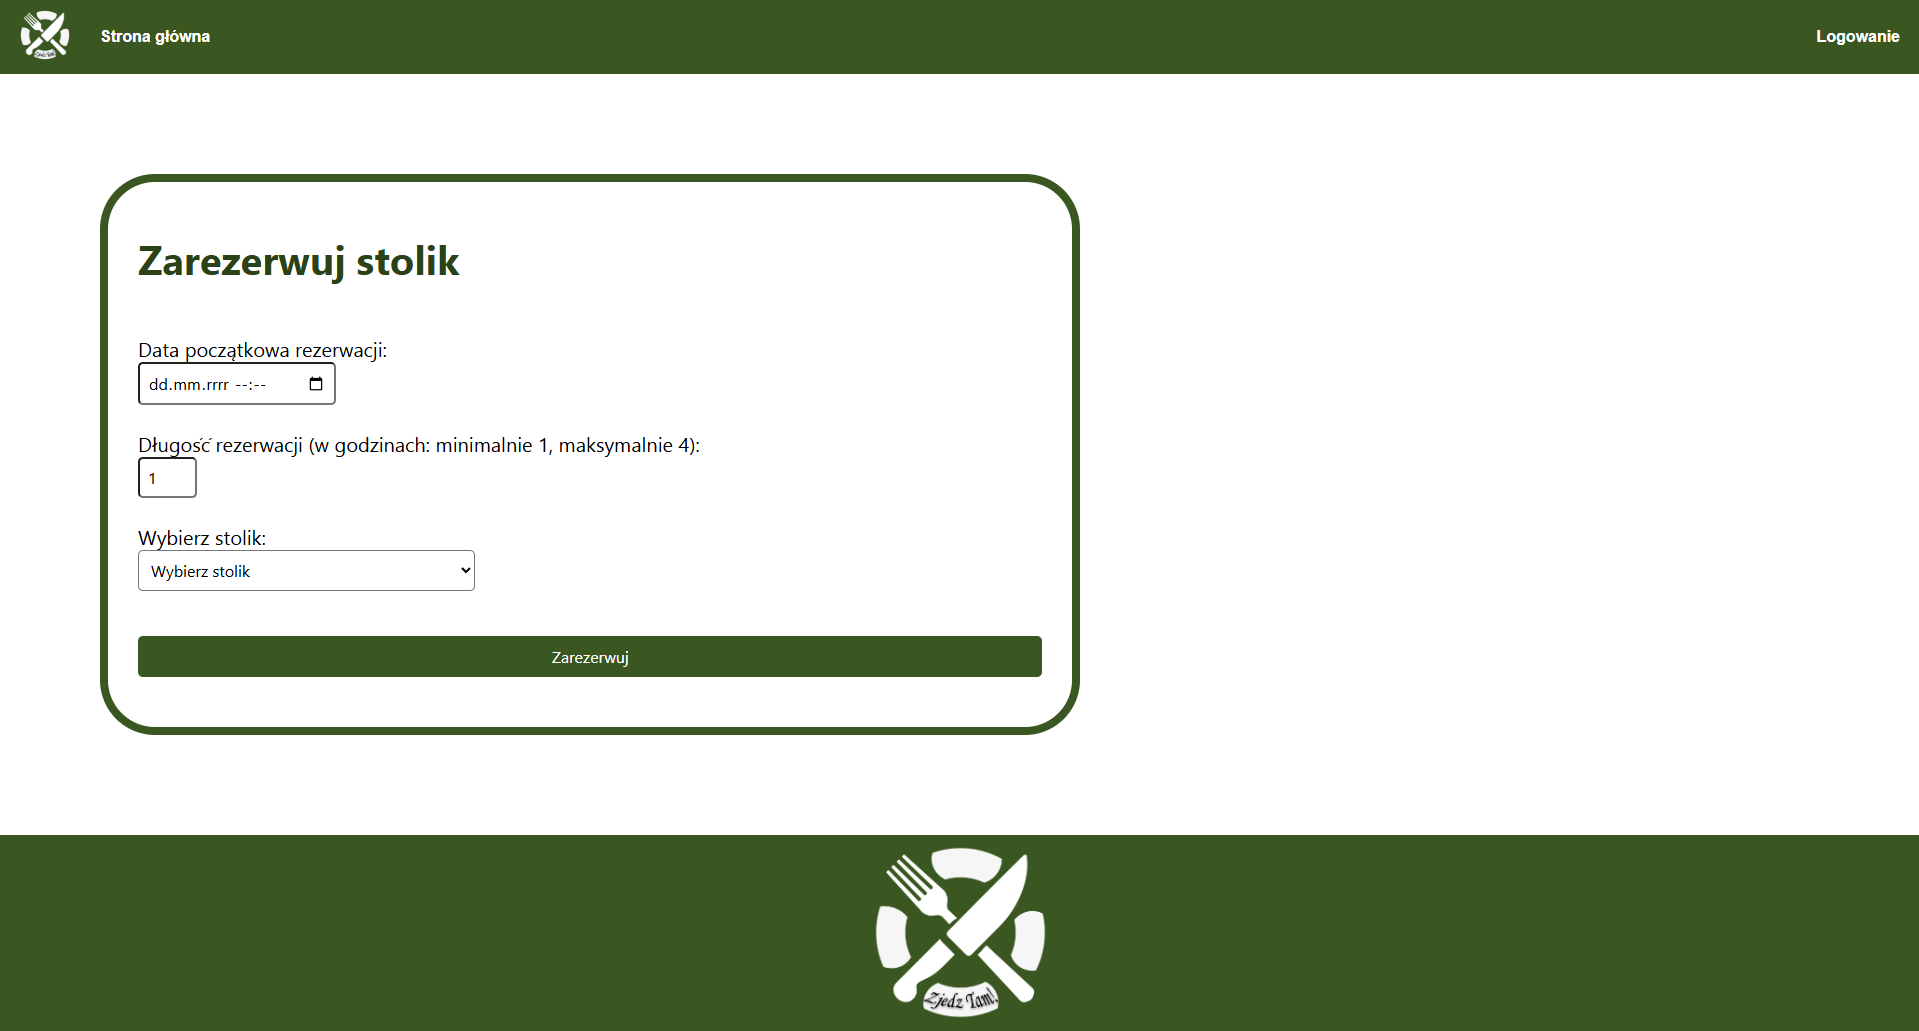 Strona główna
Logowanie
Zarezerwuj stolik
Data początkowa rezerwacji:
dd.mm.rrrr --:--
Długość rezerwacji (w godzinach: minimalnie 1, maksymalnie 4):
1
Wybierz stolik:
Wybierz stolik
Zarezerwuj
Zjedz Tam!